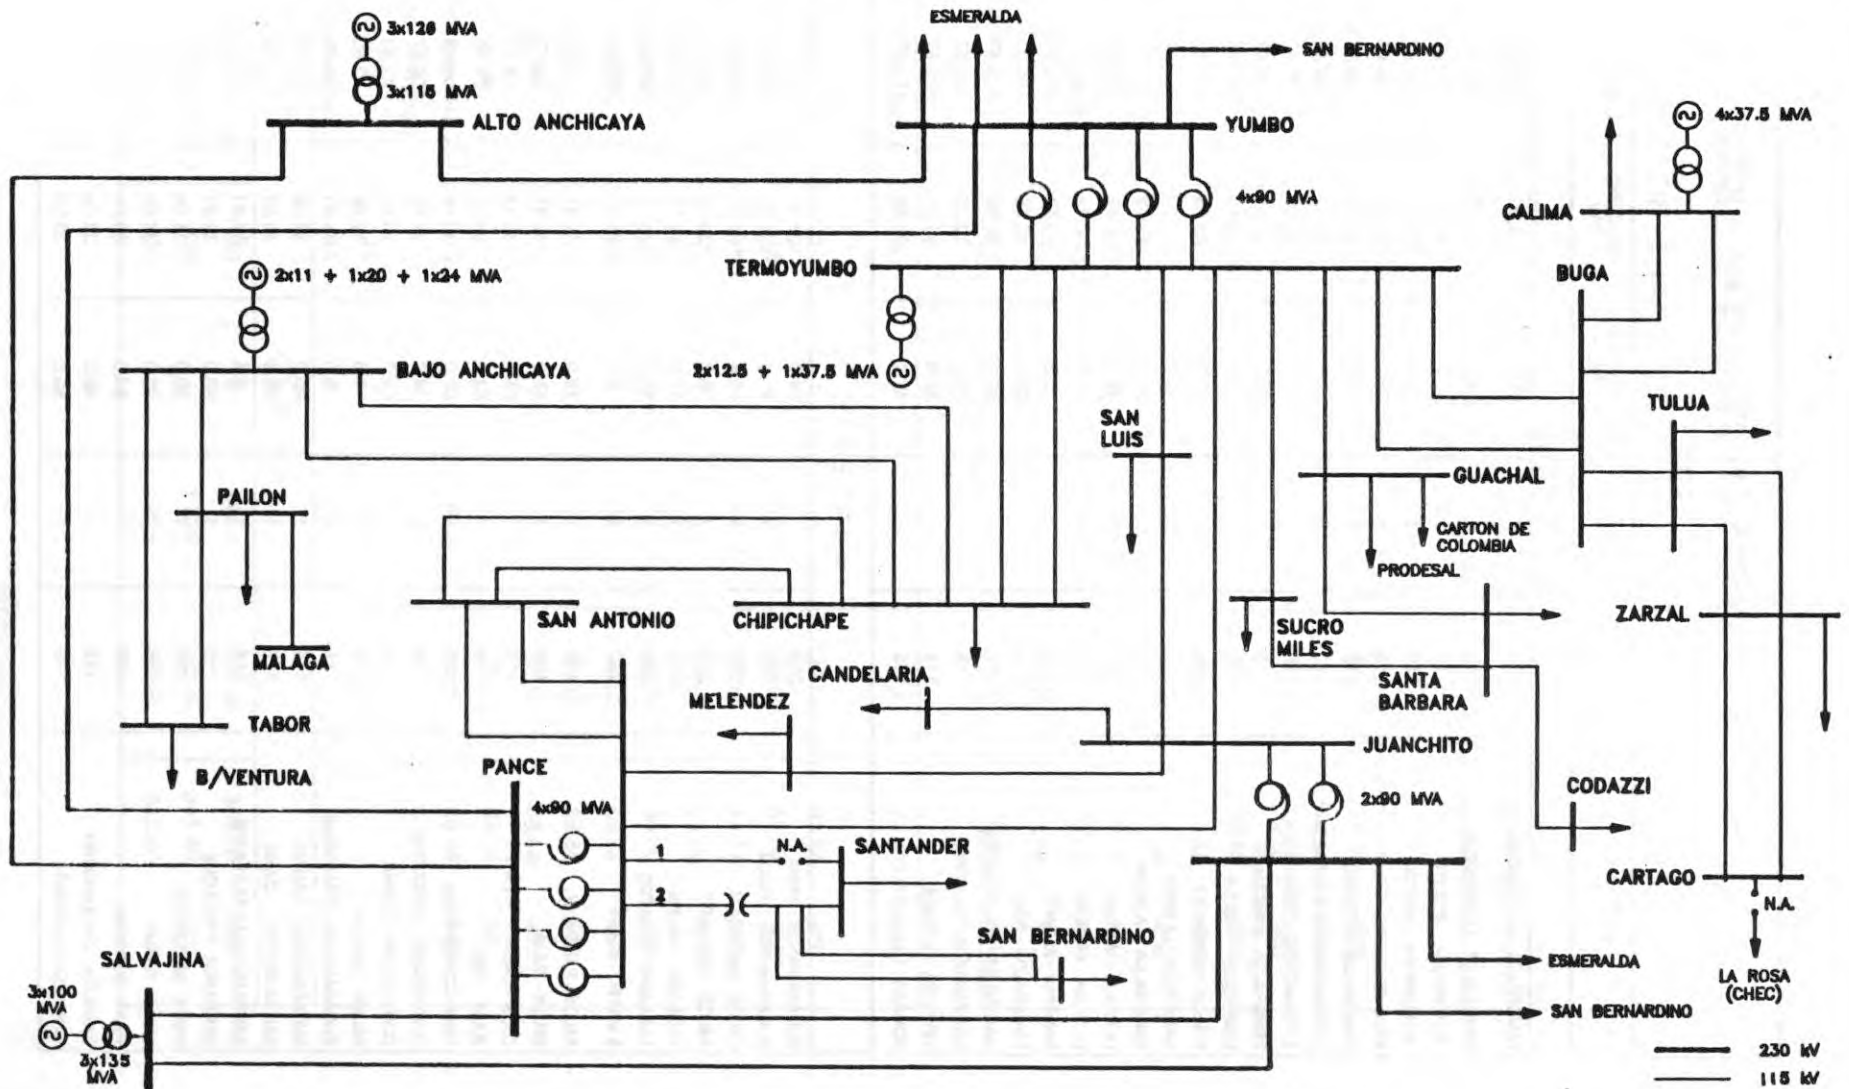 ESMERALDA
3x126 MVA
SAN BERNARDINO
3x115 MVA
ALTO ANCHICAYA
YUMBO
4x37.5 MVA
4x90 MVA
CALIMA
TERMOYUMBO
BUGA
2x11 + 1x20 + 1x24 MVA
BAJO ANCHICAYA
2x12.5 + 1x37.5 MVA
TULUA
SAN
LUIS
GUACHAL
PAILON
CARTON DE
COLOMBIA
PRODESAL
SAN ANTONIO
CHIPICHAPE
SUCRO
MILES
ZARZAL
MALAGA
CANDELARIA
SANTA
BARBARA
MELENDEZ
TABOR
JUANCHITO
B/VENTURA
PANCE
CODAZZI
4x90 MVA
2x90 MVA
1
N.A.
SANTANDER
CARTAGO
2
N.A.
SAN BERNARDINO
SALVAJINA
ESMERALDA
LA ROSA
(CHEC)
3x100
MVA
SAN BERNARDINO
3x135
MVA
230 kV
115 kV